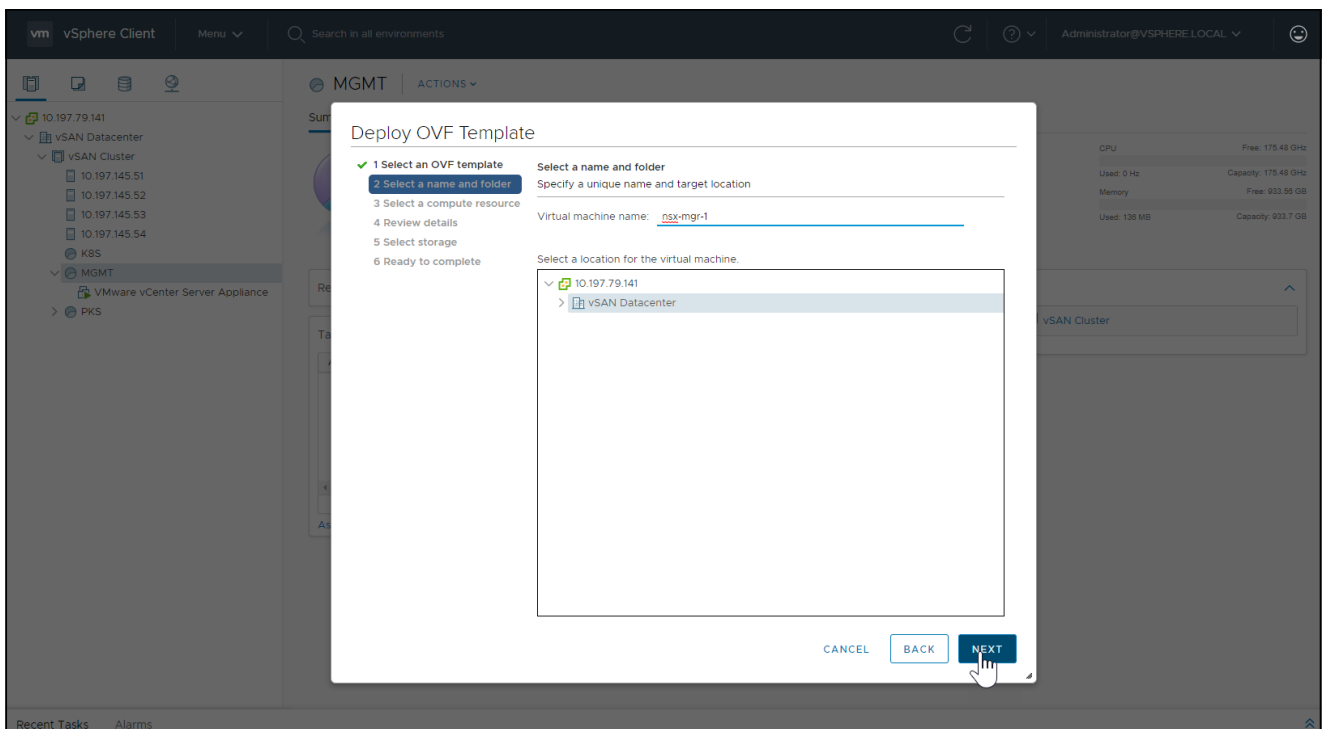 vm vSphere Client Menu Search in all environments Administrator@VSPHERE.LOCAL
10.197.79.141
vSAN Datacenter
vSAN Cluster
10.197.145.51
10.197.145.52
10.197.145.53
10.197.145.54
K8S
MGMT
VMware vCenter Server Appliance
PKS
MGMT ACTIONS
Sum
Re
Ta
As
Deploy OVF Template
1 Select an OVF template
2 Select a name and folder
3 Select a compute resource
4 Review details
5 Select storage
6 Ready to complete
Select a name and folder
Specify a unique name and target location
Virtual machine name: nsx-mgr-1
Select a location for the virtual machine.
10.197.79.141
vSAN Datacenter
CANCEL BACK NEXT
CPU Free: 175.48 GHz
Used: 0 Hz Capacity: 175.48 GHz
Memory Free: 933.56 GB
Used: 136 MB Capacity: 933.7 GB
vSAN Cluster
Recent Tasks Alarms